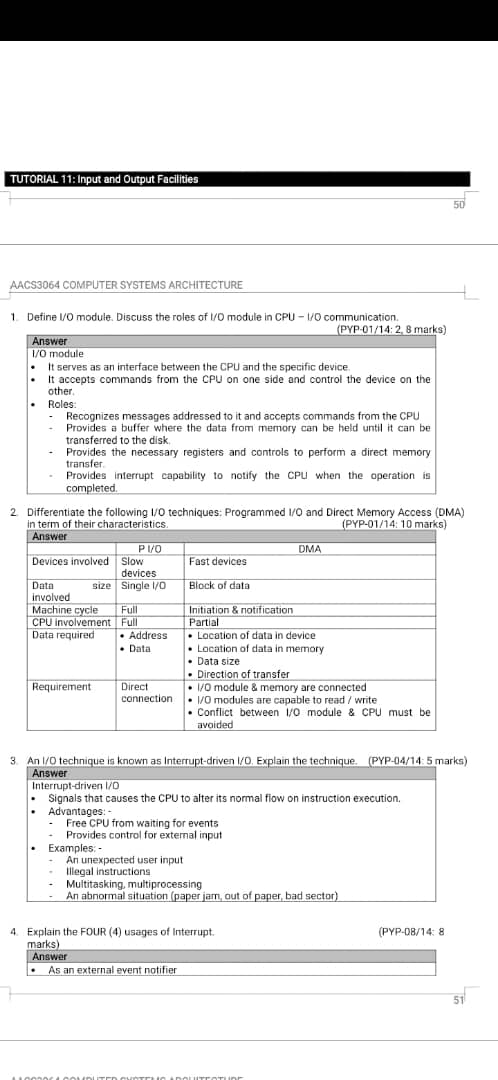 TUTORIAL 11: Input and Output Facilities
50
AACS3064 COMPUTER SYSTEMS ARCHITECTURE
1. Define I/O module. Discuss the roles of I/O module in CPU – I/O communication.
(PYP-01/14: 2, 8 marks)
Answer
I/O module
• It serves as an interface between the CPU and the specific device.
• It accepts commands from the CPU on one side and control the device on the
other.
• Roles:
- Recognizes messages addressed to it and accepts commands from the CPU
- Provides a buffer where the data from memory can be held until it can be
transferred to the disk.
- Provides the necessary registers and controls to perform a direct memory
transfer.
- Provides interrupt capability to notify the CPU when the operation is
completed.
2. Differentiate the following I/O techniques: Programmed I/O and Direct Memory Access (DMA)
in term of their characteristics. (PYP-01/14: 10 marks)
Answer
P I/O DMA
Devices involved Slow Fast devices
devices
Data size Single I/O Block of data
involved
Machine cycle Full Initiation & notification
CPU involvement Full Partial
Data required • Address • Location of data in device
• Data • Location of data in memory
• Data size
• Direction of transfer
Requirement Direct • I/O module & memory are connected
connection • I/O modules are capable to read / write
• Conflict between I/O module & CPU must be
avoided
3. An I/O technique is known as Interrupt-driven I/O. Explain the technique. (PYP-04/14: 5 marks)
Answer
Interrupt-driven I/O
• Signals that causes the CPU to alter its normal flow on instruction execution.
• Advantages: -
- Free CPU from waiting for events
- Provides control for external input
• Examples: -
- An unexpected user input
- Illegal instructions
- Multitasking, multiprocessing
- An abnormal situation (paper jam, out of paper, bad sector)
4. Explain the FOUR (4) usages of Interrupt. (PYP-08/14: 8
marks)
Answer
• As an external event notifier
51
AACS3064 COMPUTER SYSTEMS ARCHITECTURE